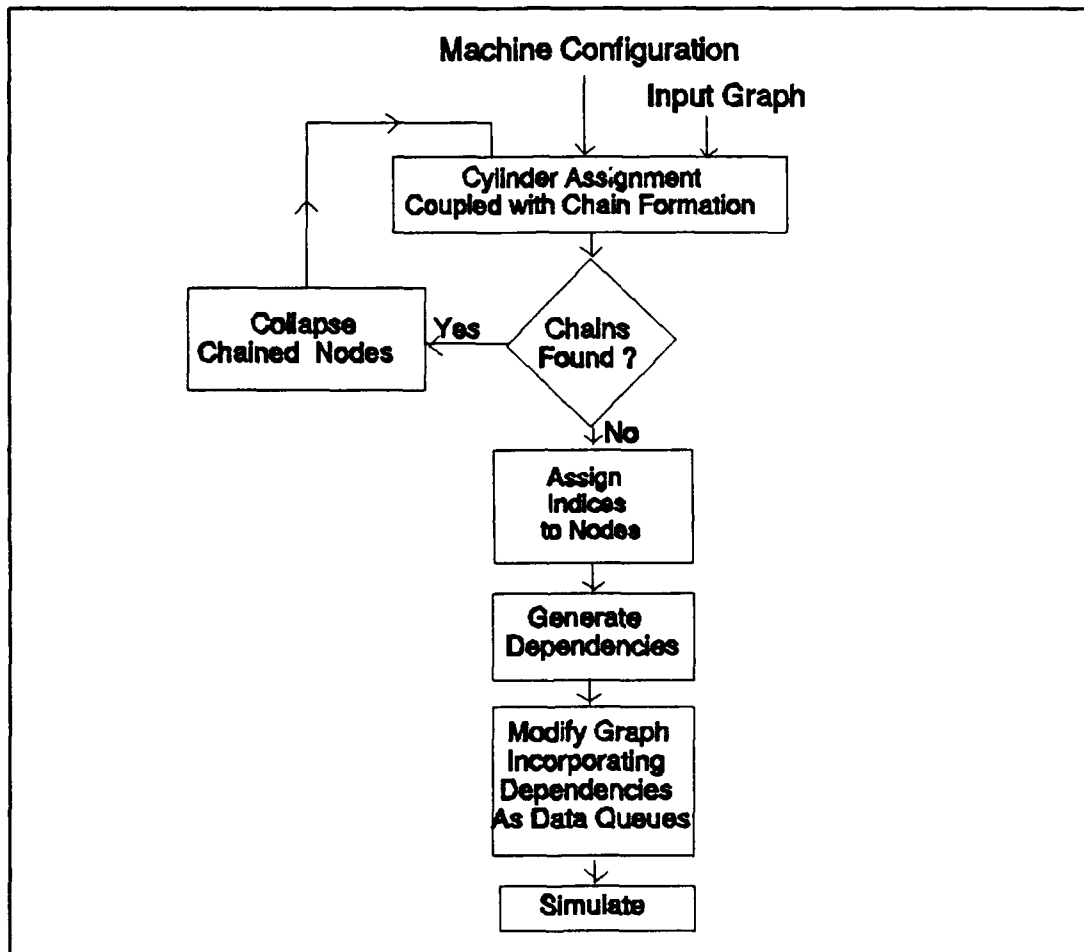 Machine Configuration
Input Graph
Cylinder Assignment
Coupled with Chain Formation
Collapse
Chained Nodes
Yes
Chains
Found ?
No
Assign
Indices
to Nodes
Generate
Dependencies
Modify Graph
Incorporating
Dependencies
As Data Queues
Simulate